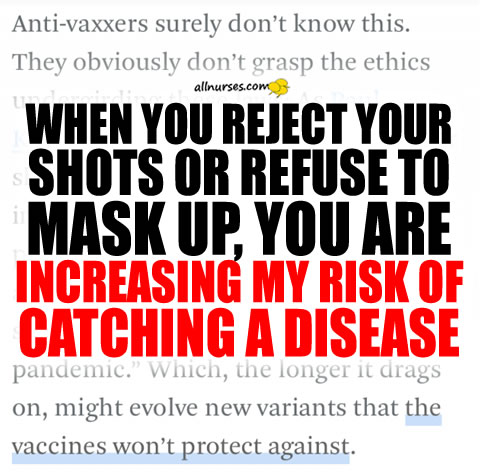 Anti-vaxxers surely don’t know this.
They obviously don’t grasp the ethics
allnurses.com
WHEN YOU REJECT YOUR
SHOTS OR REFUSE TO
MASK UP, YOU ARE
INCREASING MY RISK OF
CATCHING A DISEASE
pandemic.” Which, the longer it drags
on, might evolve new variants that the
vaccines won’t protect against.